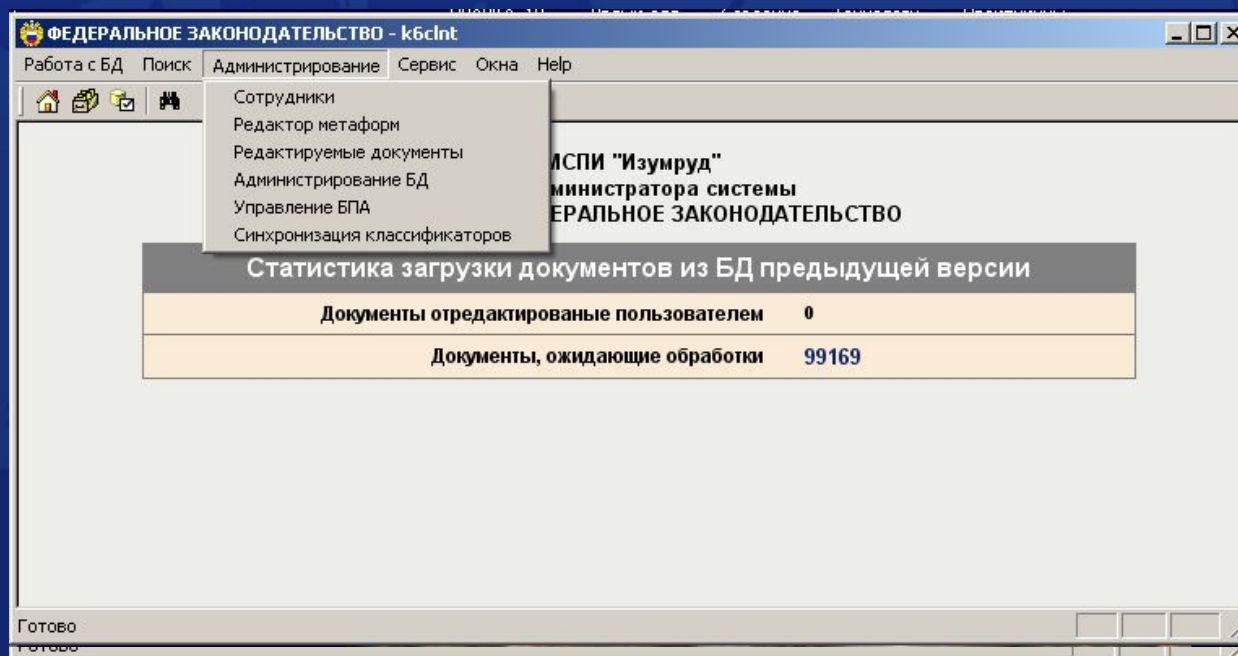 ФЕДЕРАЛЬНОЕ ЗАКОНОДАТЕЛЬСТВО - k6clnt
Работа с БД Поиск Администрирование Сервис Окна Help
Сотрудники
Редактор метаформ
Редактируемые документы
Администрирование БД
Управление БПА
Синхронизация классификаторов
МСПИ "Изумруд"
министратора системы
ЕРАЛЬНОЕ ЗАКОНОДАТЕЛЬСТВО
Статистика загрузки документов из БД предыдущей версии
Документы отредактированые пользователем 0
Документы, ожидающие обработки 99169
Готово
Готово